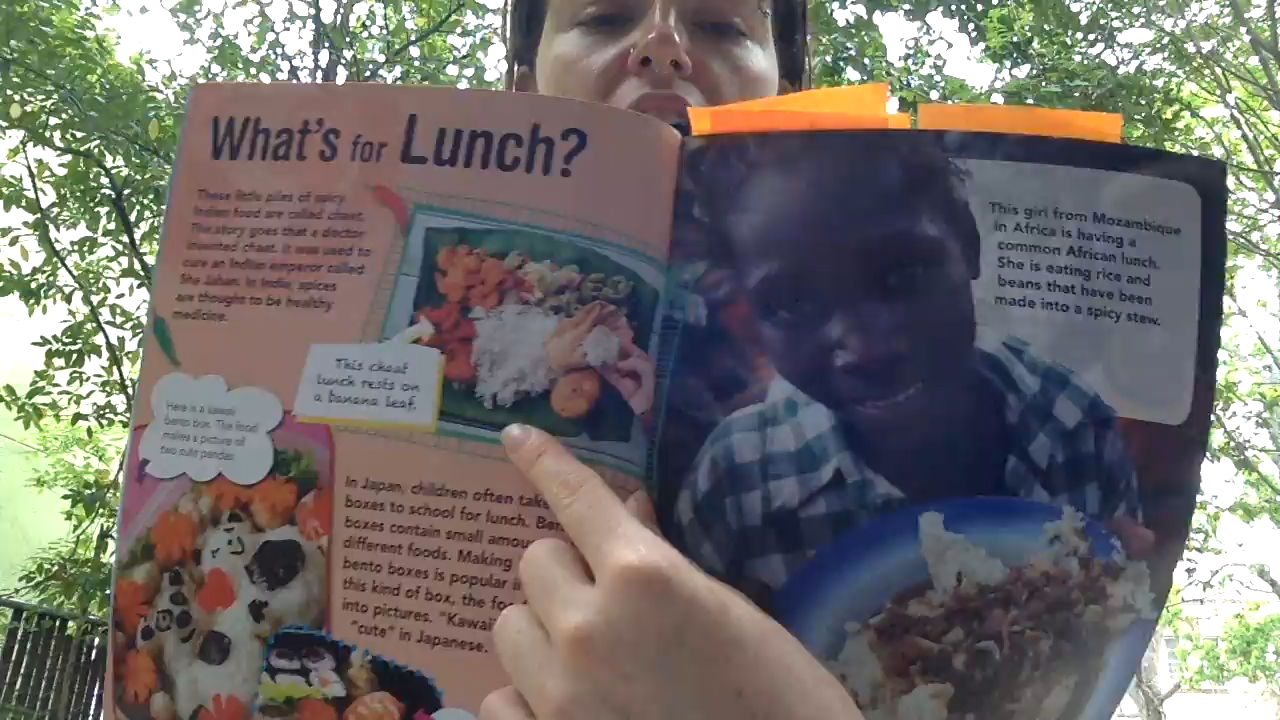 What's for Lunch?
These little piles of spicy
Indian food are called chaat.
The story goes that a doctor
invented chaat. It was used to
cure an Indian emperor called
Sha Jahan. In India, spices
are thought to be healthy
medicine.
This chaat
lunch rests on
a banana leaf.
Here is a kawaii
bento box. The food
makes a picture of
two cute pandas.
In Japan, children often take
boxes to school for lunch.
boxes contain small
different foods. Making
bento boxes is popular
this kind of box, the
into pictures.
"cute" in Japanese.
This girl from Mozambique
in Africa is having a
common African lunch.
She is eating rice and
beans that have been
made into a spicy stew.